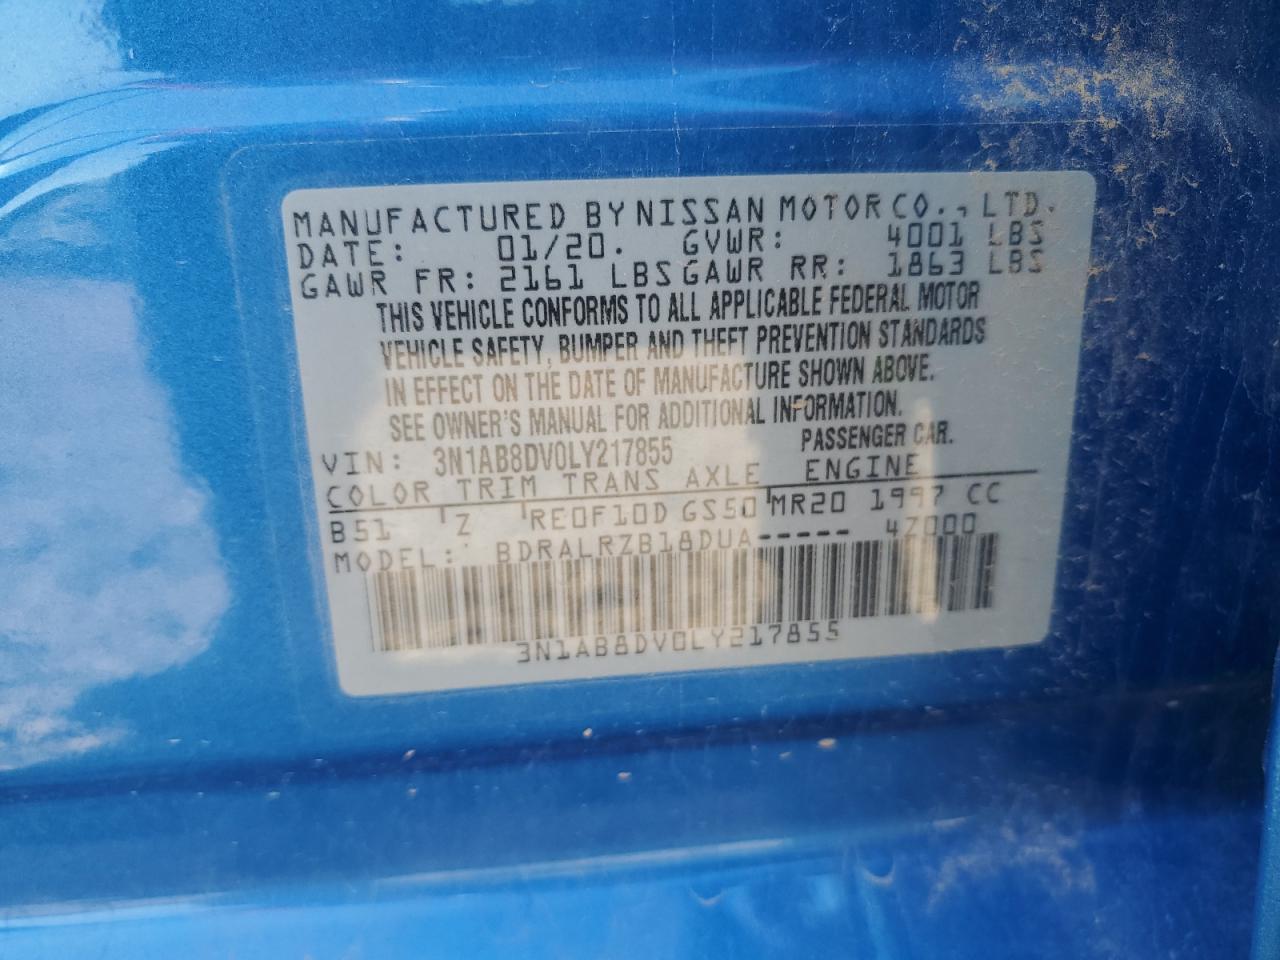 MANUFACTURED BY NISSAN MOTOR CO., LTD.
DATE: 01/20. GVWR: 4001 LBS
GAWR FR: 2161 LBS GAWR RR: 1863 LBS
THIS VEHICLE CONFORMS TO ALL APPLICABLE FEDERAL MOTOR
VEHICLE SAFETY, BUMPER AND THEFT PREVENTION STANDARDS
IN EFFECT ON THE DATE OF MANUFACTURE SHOWN ABOVE.
SEE OWNER'S MANUAL FOR ADDITIONAL INFORMATION.
VIN: 3N1AB8DV0LY217855 PASSENGER CAR.
COLOR TRIM TRANS AXLE ENGINE
B51 Z RE0F10D GS50 MR20 1997 CC
MODEL: BDRALRZB18DUA----- 4Z000
3N1AB8DV0LY217855